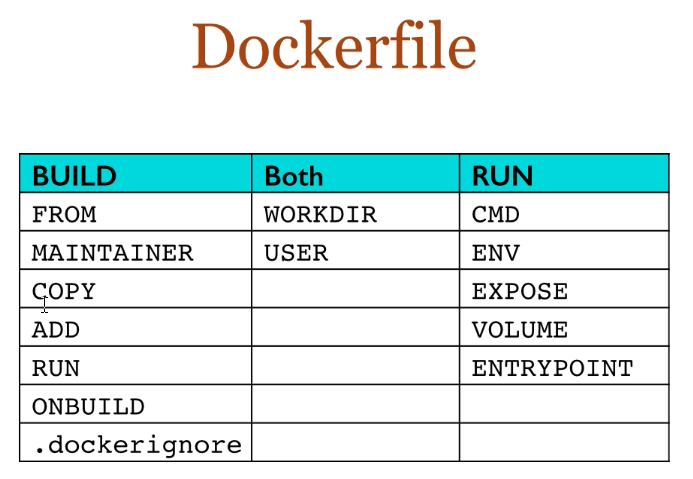 Dockerfile
BUILD Both RUN
FROM WORKDIR CMD
MAINTAINER USER ENV
COPY EXPOSE
ADD VOLUME
RUN ENTRYPOINT
ONBUILD
.dockerignore